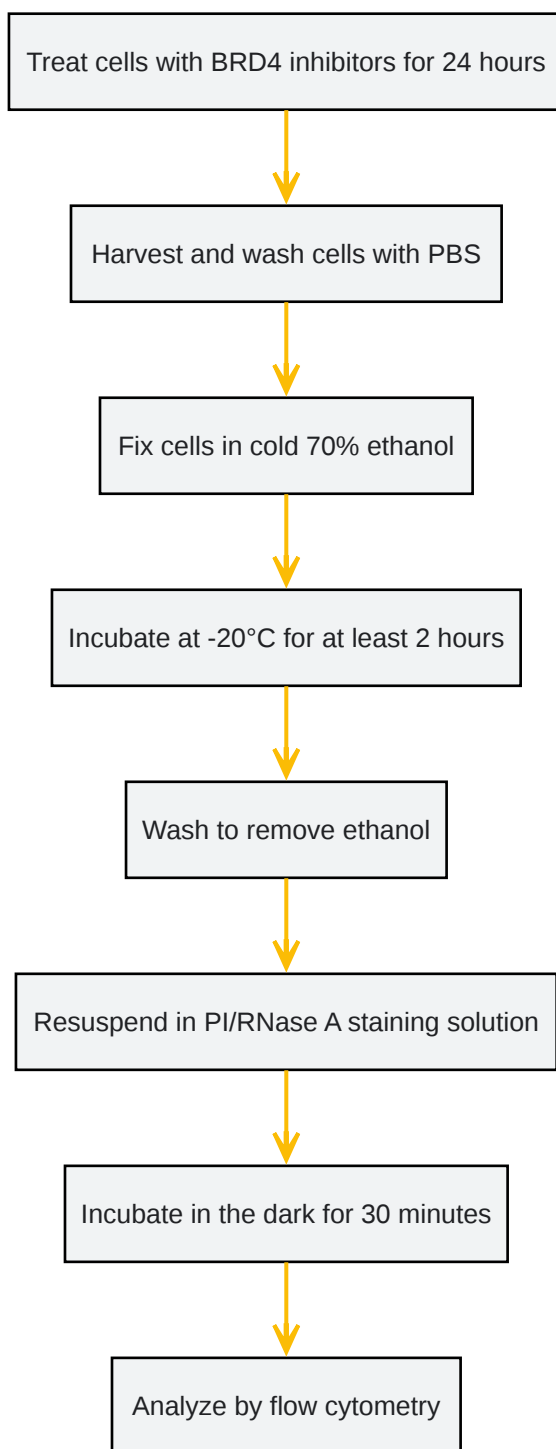 Treat cells with BRD4 inhibitors for 24 hours
Harvest and wash cells with PBS
Fix cells in cold 70% ethanol
Incubate at -20°C for at least 2 hours
Wash to remove ethanol
Resuspend in PI/RNase A staining solution
Incubate in the dark for 30 minutes
Analyze by flow cytometry